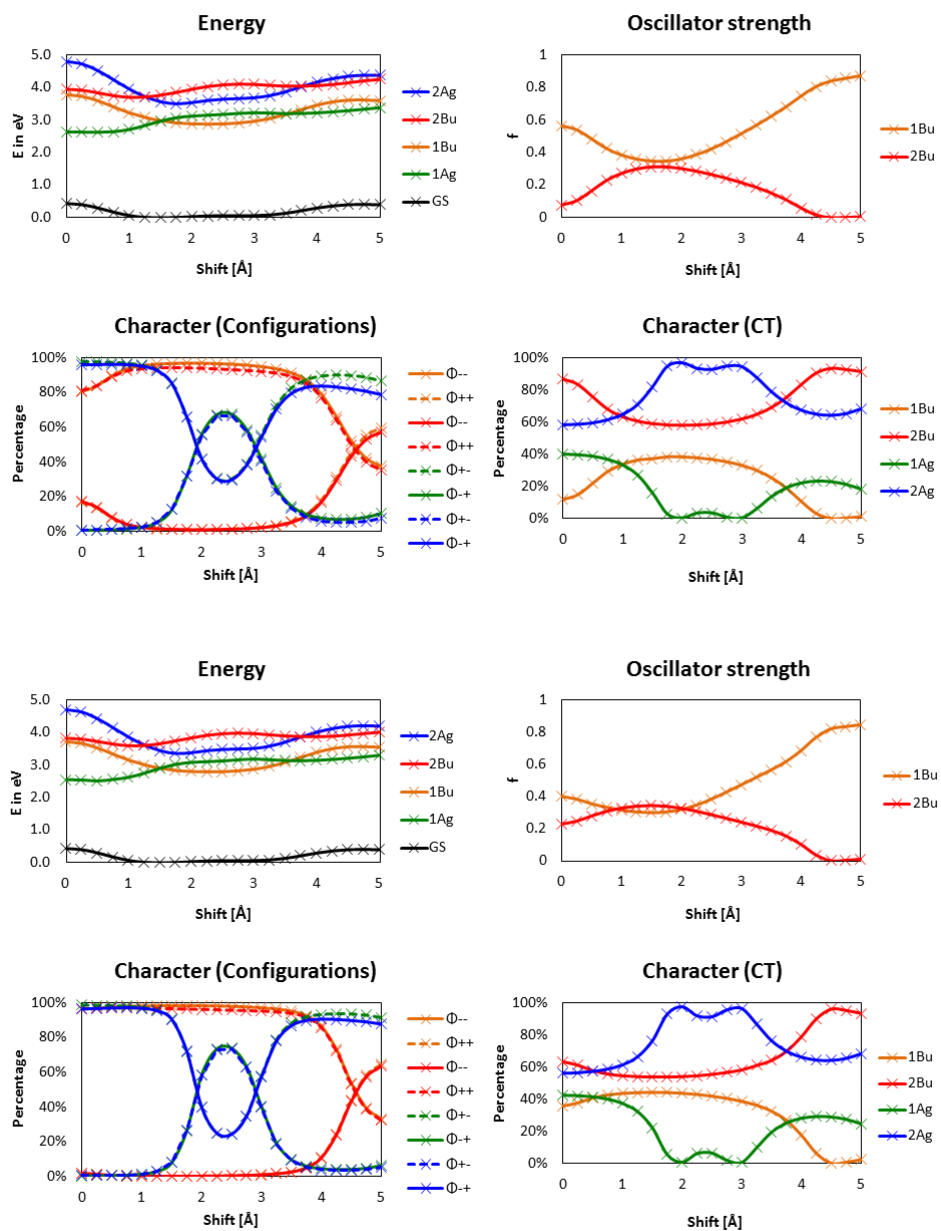 Energy
5.0
4.0
3.0
2.0
1.0
0.0
E in eV
0 1 2 3 4 5
Shift [Å]
2Ag
2Bu
1Bu
1Ag
GS
Oscillator strength
1
0.8
0.6
0.4
0.2
0
f
0 1 2 3 4 5
Shift [Å]
1Bu
2Bu
Character (Configurations)
100%
80%
60%
40%
20%
0%
Percentage
0 1 2 3 4 5
Shift [Å]
Φ--
Φ++
Φ--
Φ++
Φ+-
Φ-+
Φ+-
Φ-+
Character (CT)
100%
80%
60%
40%
20%
0%
Percentage
0 1 2 3 4 5
Shift [Å]
1Bu
2Bu
1Ag
2Ag
Energy
5.0
4.0
3.0
2.0
1.0
0.0
E in eV
0 1 2 3 4 5
Shift [Å]
2Ag
2Bu
1Bu
1Ag
GS
Oscillator strength
1
0.8
0.6
0.4
0.2
0
f
0 1 2 3 4 5
Shift [Å]
1Bu
2Bu
Character (Configurations)
100%
80%
60%
40%
20%
0%
Percentage
0 1 2 3 4 5
Shift [Å]
Φ--
Φ++
Φ--
Φ++
Φ+-
Φ-+
Φ+-
Φ-+
Character (CT)
100%
80%
60%
40%
20%
0%
Percentage
0 1 2 3 4 5
Shift [Å]
1Bu
2Bu
1Ag
2Ag